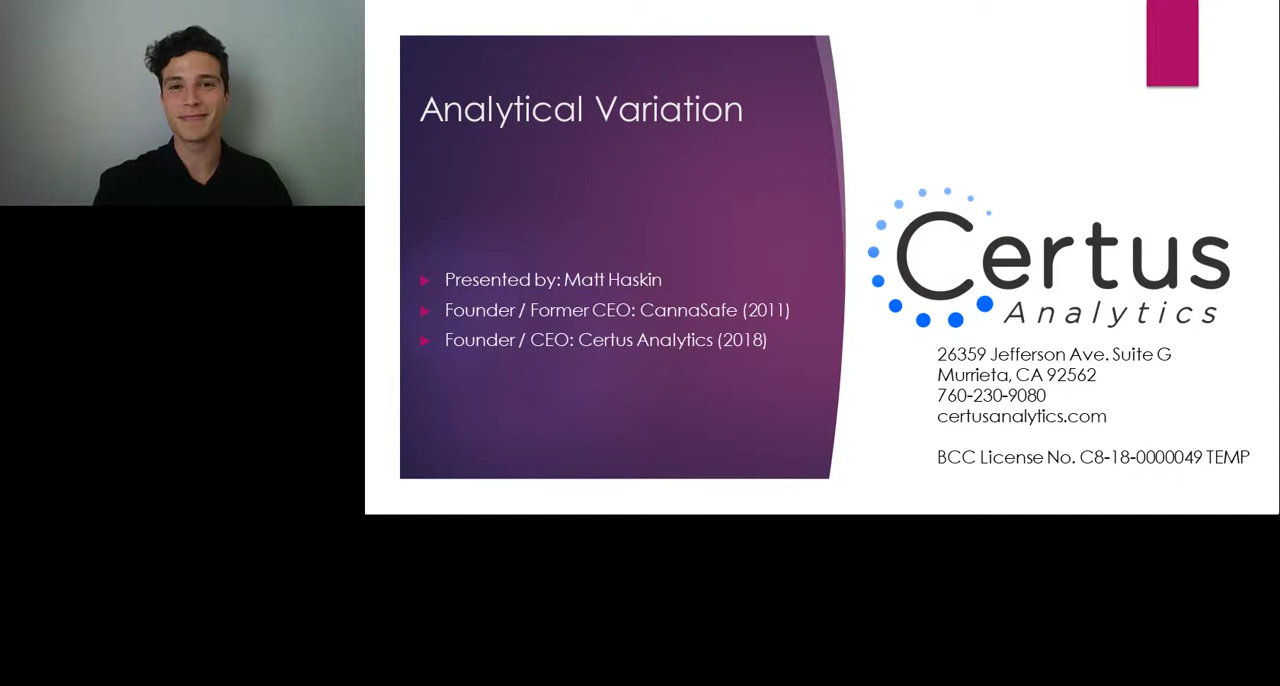 Analytical Variation
Presented by: Matt Haskin
Founder / Former CEO: CannaSafe (2011)
Founder / CEO: Certus Analytics (2018)
Certus
Analytics
26359 Jefferson Ave. Suite G
Murrieta, CA 92562
760-230-9080
certusanalytics.com
BCC License No. C8-18-0000049 TEMP